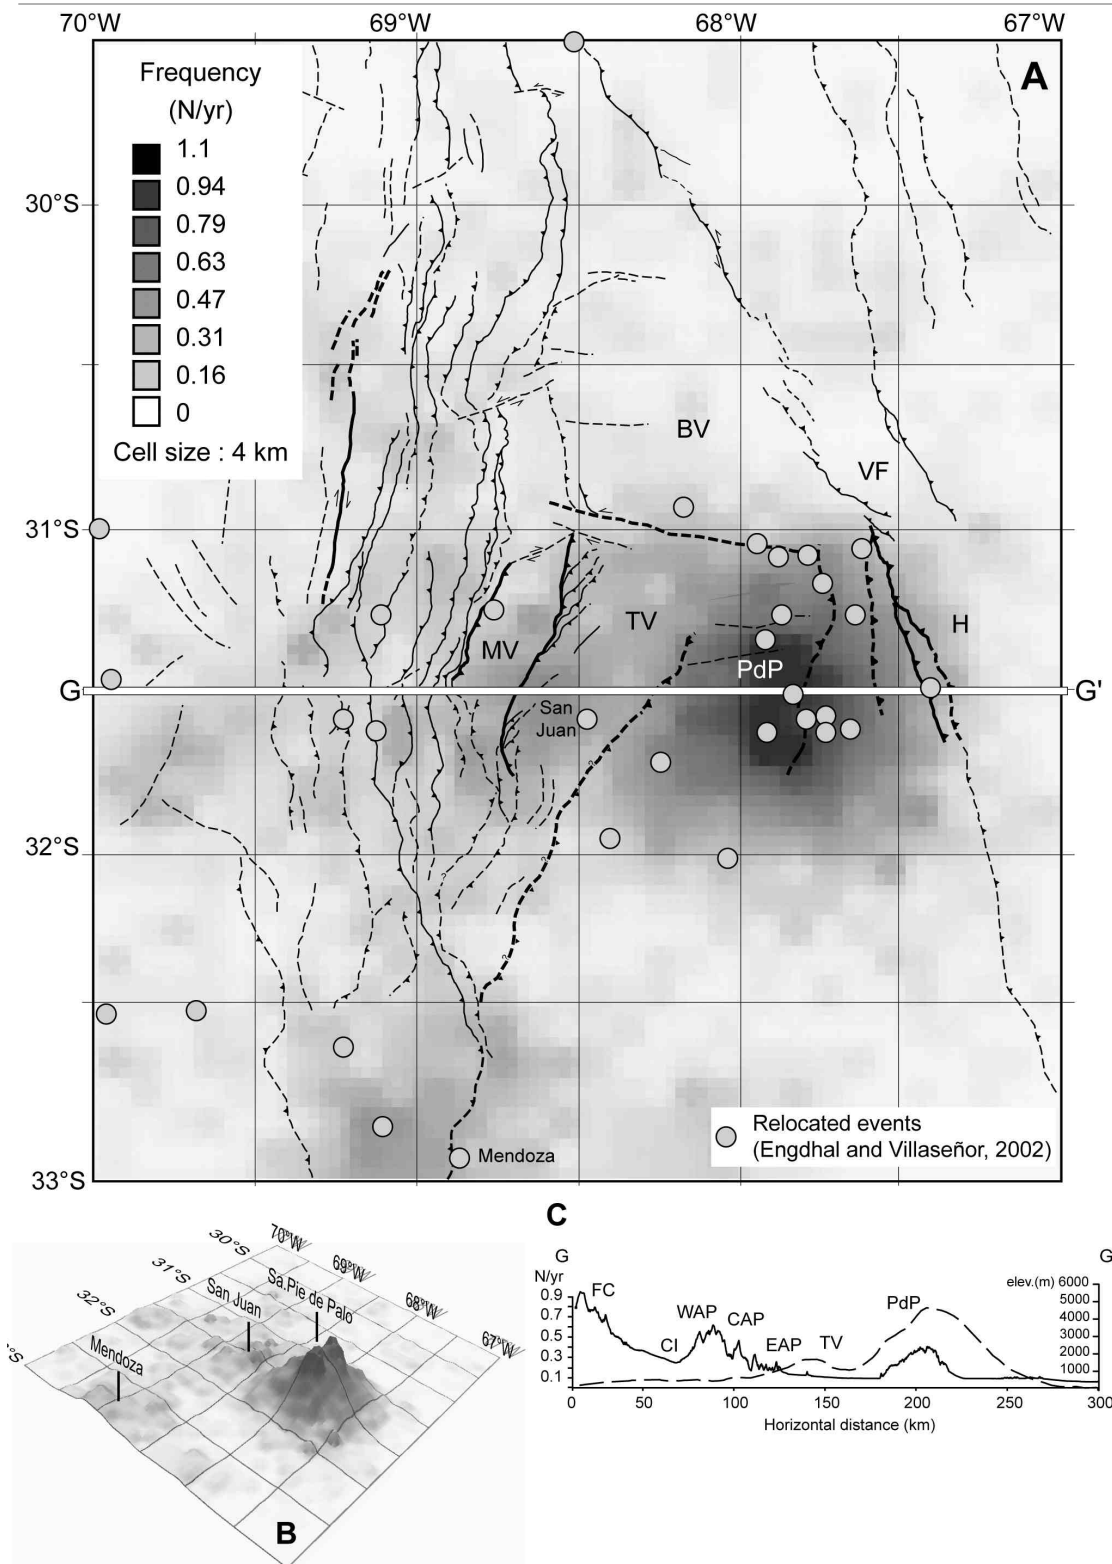 70°W 69°W 68°W 67°W
A
Frequency
(N/yr)
1.1
0.94
0.79
0.63
0.47
0.31
0.16
0
Cell size : 4 km
30°S
BV
VF
31°S
TV
H
MV
PdP
G
G'
San
Juan
32°S
Relocated events
(Engdhal and Villaseñor, 2002)
Mendoza
33°S
C
70°W
30°S
69°W
31°S
Sa.Pie de Palo
San Juan
68°W
32°S
67°W
Mendoza
°S
B
G G
N/yr
elev.(m)
0.9
0.7
0.5
0.3
0.1
FC
WAP
CAP
CI
EAP
TV
PdP
6000
5000
4000
3000
2000
1000
0 50 100 150 200 250 300
Horizontal distance (km)